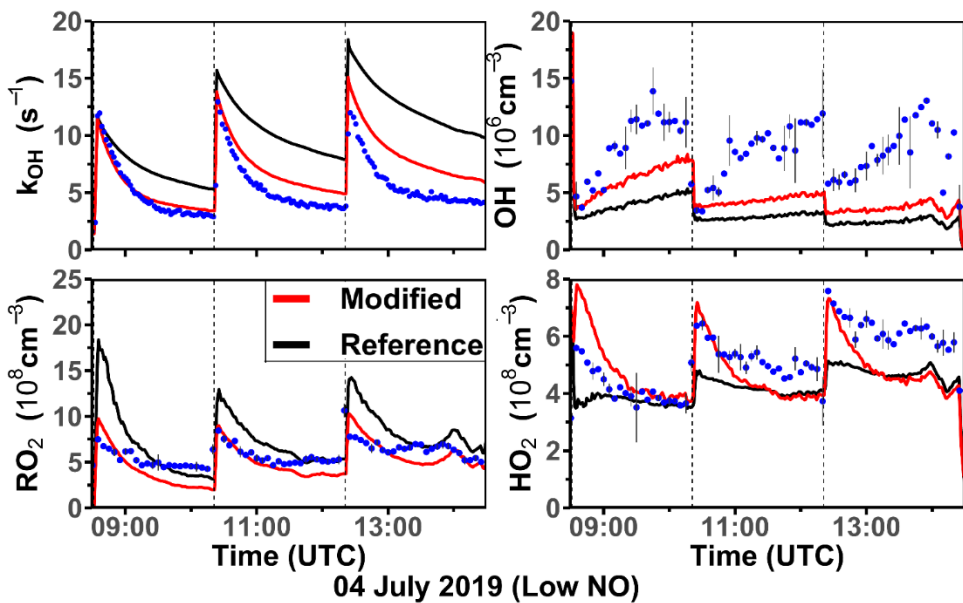 20
15
10
5
0
k_OH (s⁻¹)
20
15
10
5
0
OH (10⁶cm⁻³)
25
20
15
10
5
0
RO₂ (10⁸cm⁻³)
Modified
Reference
8
6
4
2
0
HO₂ (10⁸cm⁻³)
09:00 11:00 13:00
Time (UTC)
09:00 11:00 13:00
Time (UTC)
04 July 2019 (Low NO)